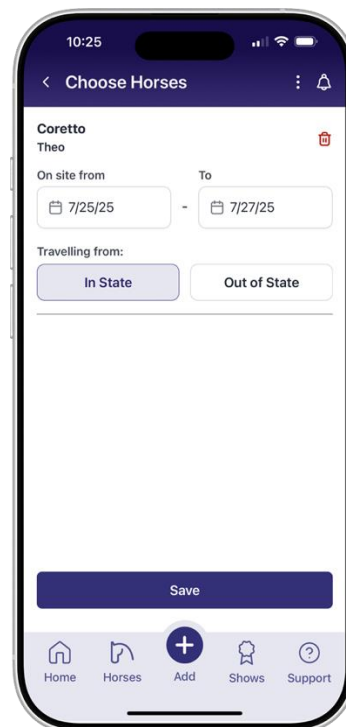 10:25
Choose Horses
Coretto
Theo
On site from To
7/25/25 - 7/27/25
Travelling from:
In State Out of State
Save
Home Horses Add Shows Support